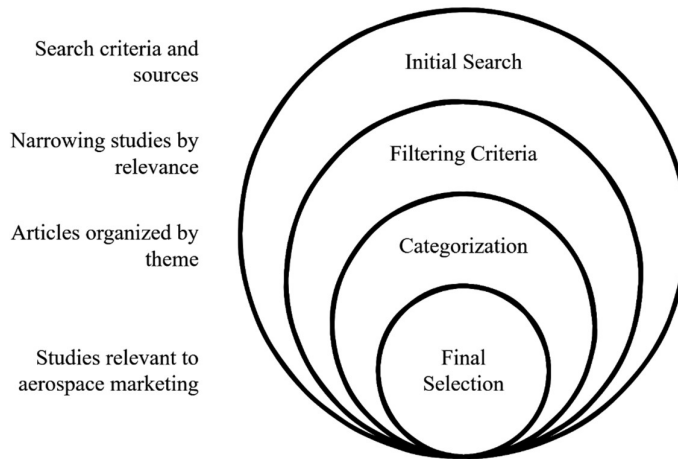 Search criteria and
sources
Initial Search
Narrowing studies by
relevance
Filtering Criteria
Articles organized by
theme
Categorization
Studies relevant to
aerospace marketing
Final
Selection